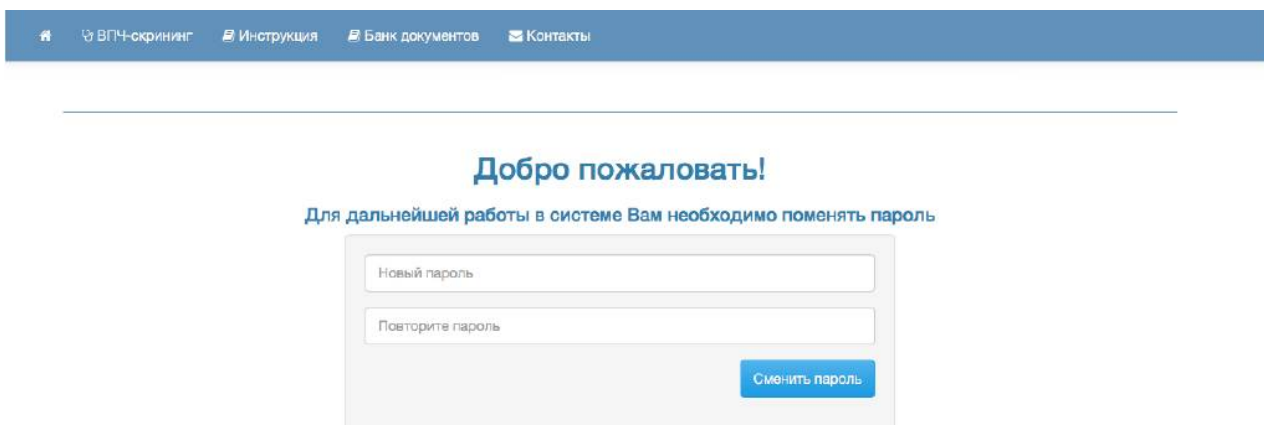 ВПЧ-скрининг Инструкция Банк документов Контакты
Добро пожаловать!
Для дальнейшей работы в системе Вам необходимо поменять пароль
Новый пароль
Повторите пароль
Сменить пароль